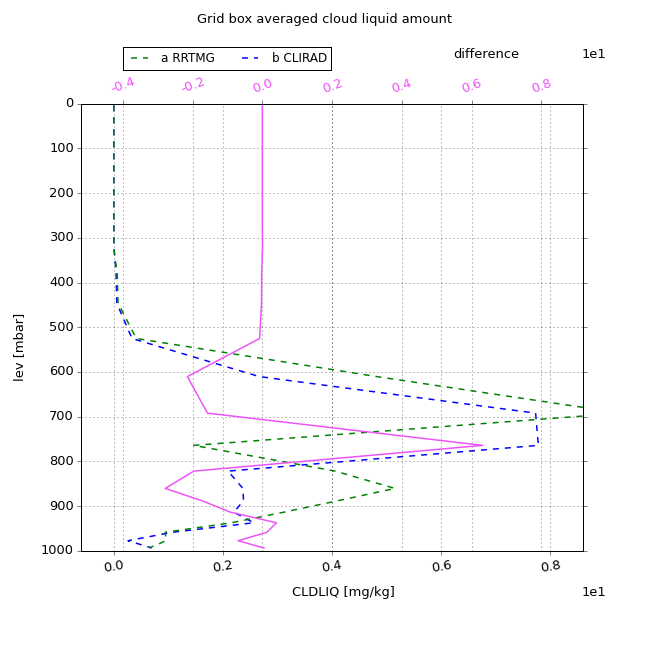 Grid box averaged cloud liquid amount
a RRTMG b CLIRAD
difference 1e1
-0.4 -0.2 0.0 0.2 0.4 0.6 0.8
0
100
200
300
400
500
600
700
800
900
1000
lev [mbar]
0.0 0.2 0.4 0.6 0.8
CLDLIQ [mg/kg] 1e1